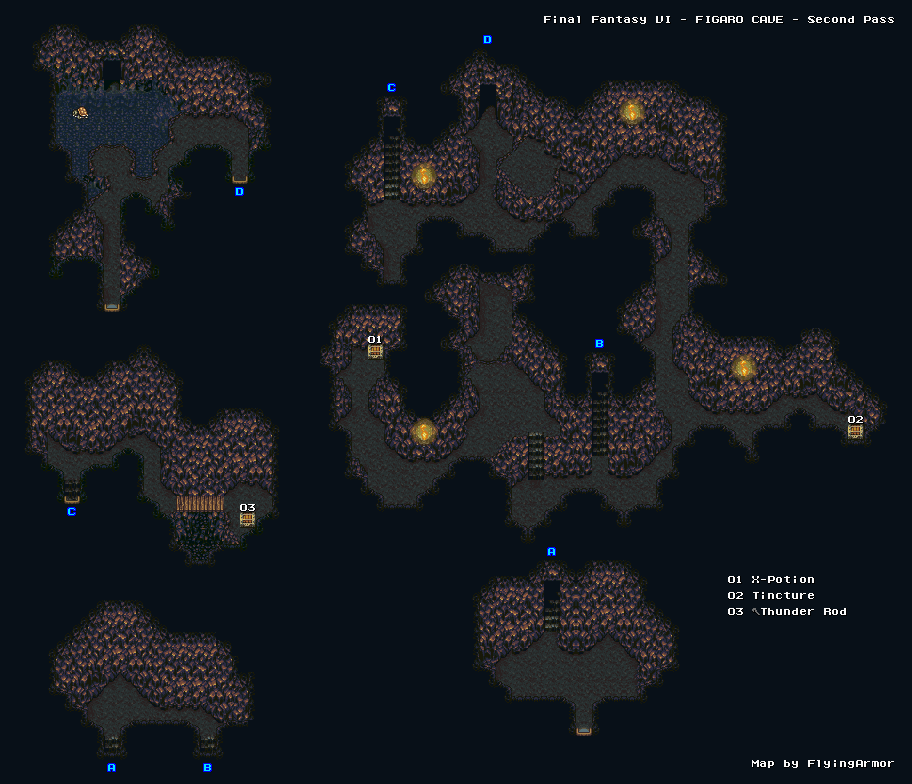 Final Fantasy VI - FIGARO CAVE - Second Pass
D
C
D
01
B
02
C
03
A
01 X-Potion
02 Tincture
03 Thunder Rod
A B
Map by FlyingArmor